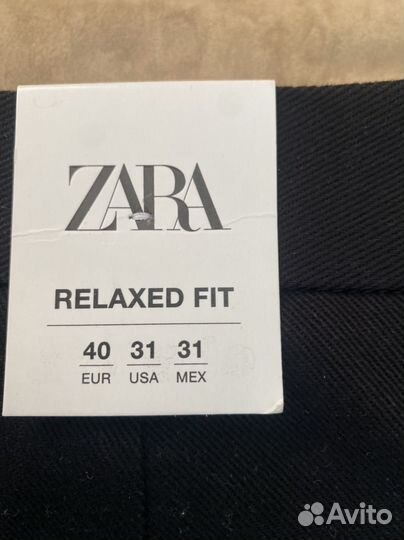 ZARA
RELAXED FIT
40 31 31
EUR USA MEX
Avito